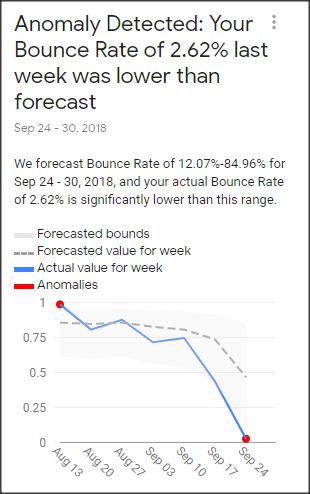 Anomaly Detected: Your
Bounce Rate of 2.62% last
week was lower than
forecast
Sep 24 - 30, 2018
We forecast Bounce Rate of 12.07%-84.96% for
Sep 24 - 30, 2018, and your actual Bounce Rate
of 2.62% is significantly lower than this range.
Forecasted bounds
Forecasted value for week
Actual value for week
Anomalies
1
0.75
0.5
0.25
0
Aug 13
Aug 20
Aug 27
Sep 03
Sep 10
Sep 17
Sep 24